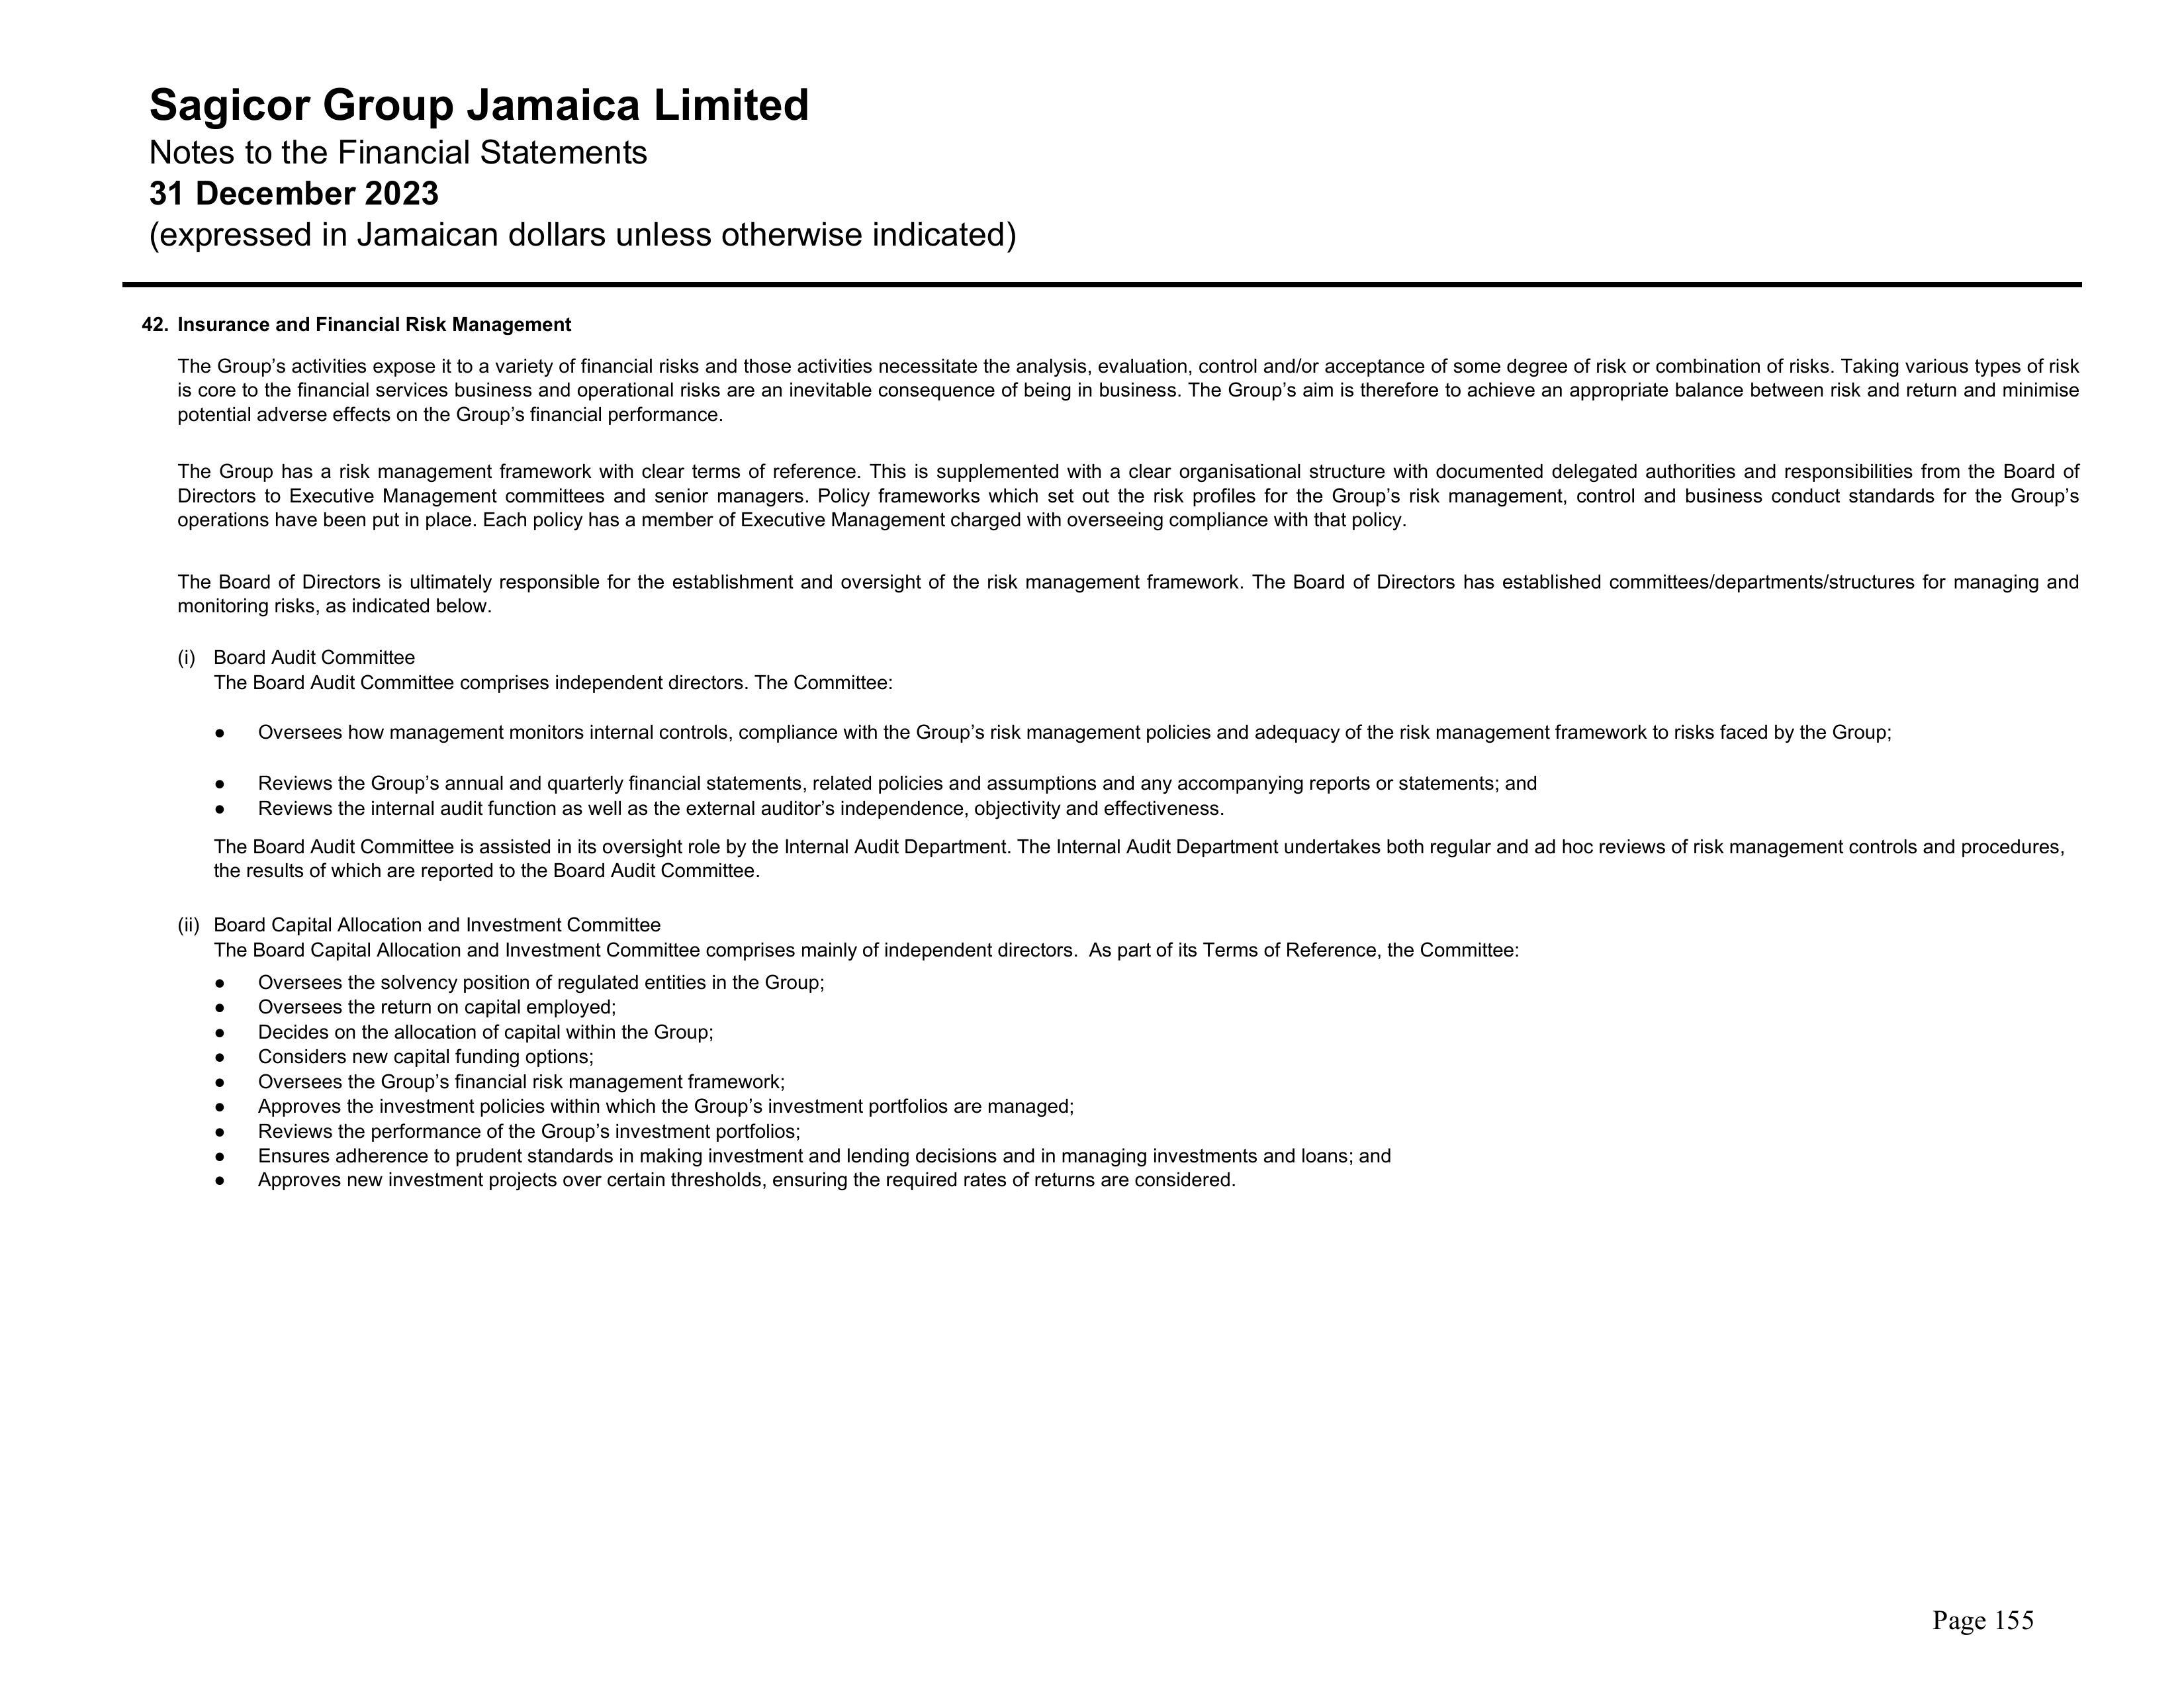 Sagicor Group Jamaica Limited
Notes to the Financial Statements
31 December 2023
(expressed in Jamaican dollars unless otherwise indicated)
42. Insurance and Financial Risk Management
The Group’s activities expose it to a variety of financial risks and those activities necessitate the analysis, evaluation, control and/or acceptance of some degree of risk or combination of risks. Taking various types of risk
is core to the financial services business and operational risks are an inevitable consequence of being in business. The Group’s aim is therefore to achieve an appropriate balance between risk and return and minimise
potential adverse effects on the Group’s financial performance.
The Group has a risk management framework with clear terms of reference. This is supplemented with a clear organisational structure with documented delegated authorities and responsibilities from the Board of
Directors to Executive Management committees and senior managers. Policy frameworks which set out the risk profiles for the Group’s risk management, control and business conduct standards for the Group’s
operations have been put in place. Each policy has a member of Executive Management charged with overseeing compliance with that policy.
The Board of Directors is ultimately responsible for the establishment and oversight of the risk management framework. The Board of Directors has established committees/departments/structures for managing and
monitoring risks, as indicated below.
(i) Board Audit Committee
The Board Audit Committee comprises independent directors. The Committee:
● Oversees how management monitors internal controls, compliance with the Group’s risk management policies and adequacy of the risk management framework to risks faced by the Group;
● Reviews the Group’s annual and quarterly financial statements, related policies and assumptions and any accompanying reports or statements; and
● Reviews the internal audit function as well as the external auditor’s independence, objectivity and effectiveness.
The Board Audit Committee is assisted in its oversight role by the Internal Audit Department. The Internal Audit Department undertakes both regular and ad hoc reviews of risk management controls and procedures,
the results of which are reported to the Board Audit Committee.
(ii) Board Capital Allocation and Investment Committee
The Board Capital Allocation and Investment Committee comprises mainly of independent directors. As part of its Terms of Reference, the Committee:
● Oversees the solvency position of regulated entities in the Group;
● Oversees the return on capital employed;
● Decides on the allocation of capital within the Group;
● Considers new capital funding options;
● Oversees the Group’s financial risk management framework;
● Approves the investment policies within which the Group’s investment portfolios are managed;
● Reviews the performance of the Group’s investment portfolios;
● Ensures adherence to prudent standards in making investment and lending decisions and in managing investments and loans; and
● Approves new investment projects over certain thresholds, ensuring the required rates of returns are considered.
Page 155